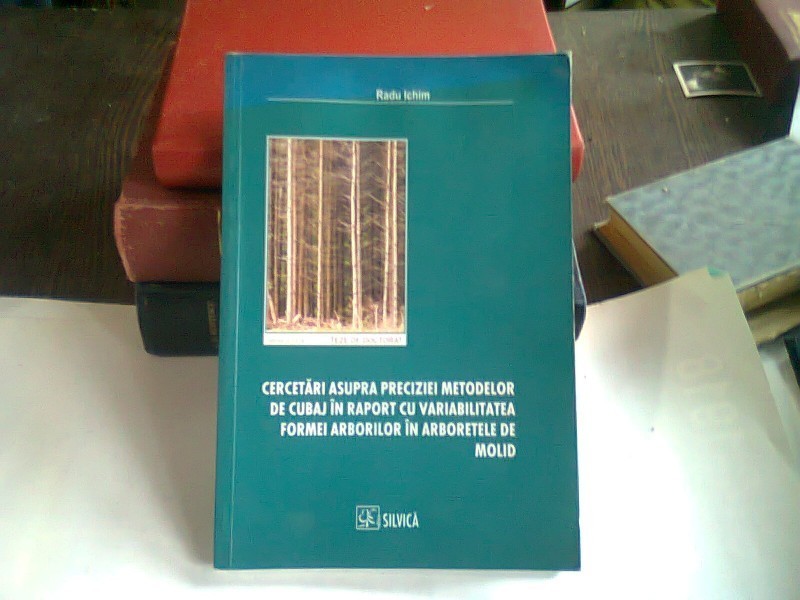 Radu Ichim
TEZE DE DOCTORAT
CERCETĂRI ASUPRA PRECIZIEI METODELOR
DE CUBAJ ÎN RAPORT CU VARIABILITATEA
FORMEI ARBORILOR ÎN ARBORETELE DE
MOLID
SILVICĂ